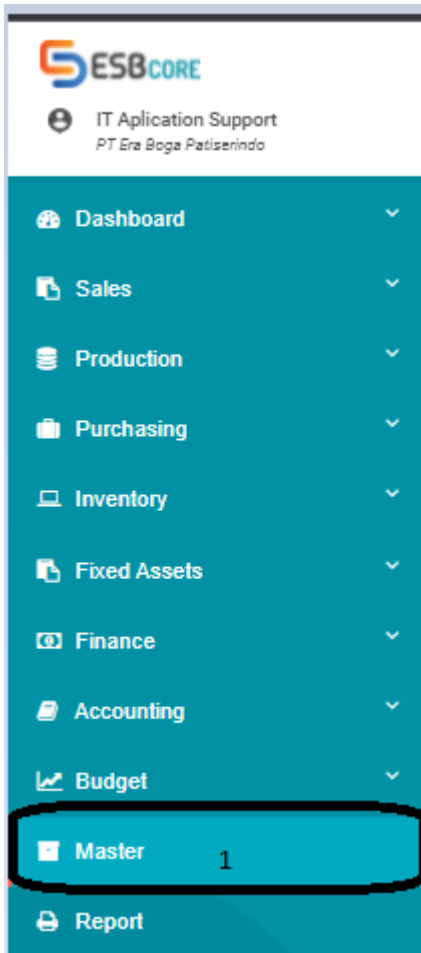 ESBCORE
IT Aplication Support
PT Era Boga Patiserindo
Dashboard
Sales
Production
Purchasing
Inventory
Fixed Assets
Finance
Accounting
Budget
Master 1
Report